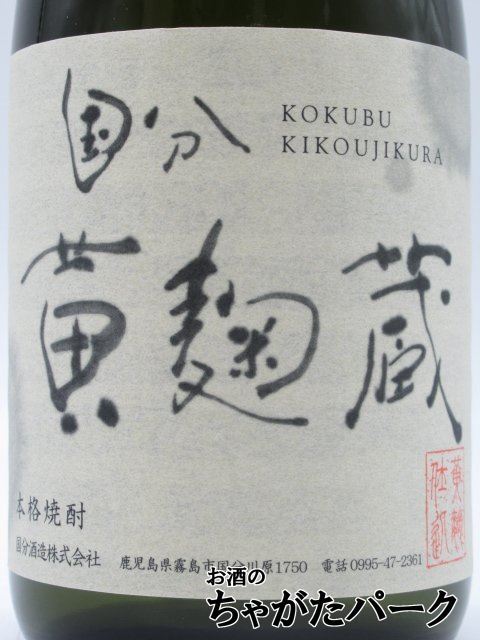 国分
KOKUBU
KIKOUJIKURA
黄麹蔵
本格焼酎
国分酒造株式会社 鹿児島県霧島市国分川原1750 電話0995-47-2361
お酒の
ちゃがたパーク